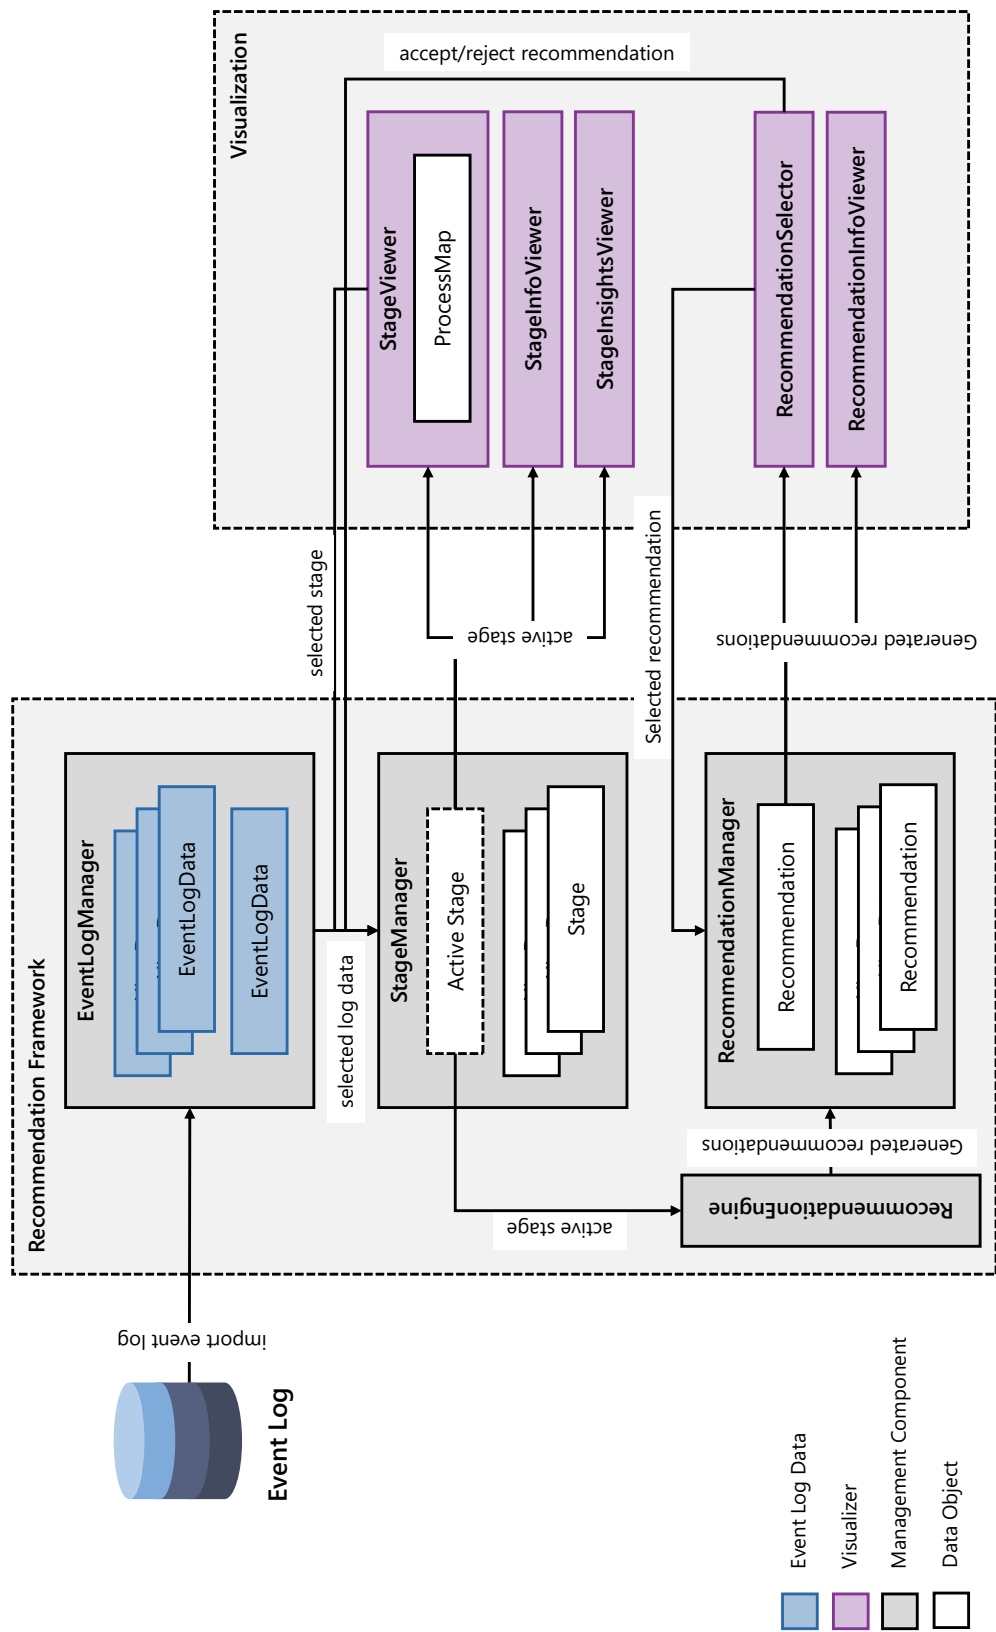 Event Log
import event log
Recommendation Framework
EventLogManager
EventLogData
EventLogData
selected log data
StageManager
Active Stage
Stage
active stage
RecommendationEngine
Generated recommendations
RecommendationManager
Recommendation
Recommendation
selected stage
active stage
Selected recommendation
Generated recommendations
Visualization
accept/reject recommendation
StageViewer
ProcessMap
StageInfoViewer
StageInsightsViewer
RecommendationSelector
RecommendationInfoViewer
Event Log Data
Visualizer
Management Component
Data Object